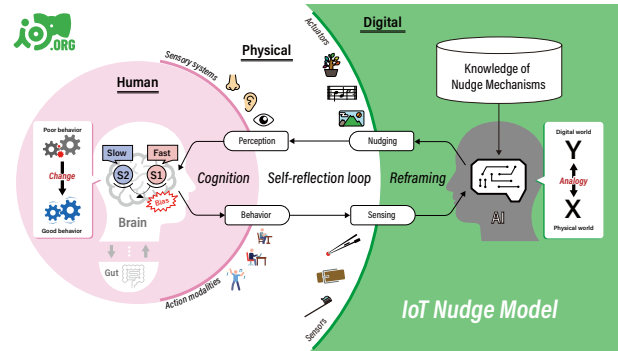 io
.ORG
Human
Physical
Digital
Sensory systems
Actuators
Knowledge of
Nudge Mechanisms
Poor behavior
Change
Good behavior
Slow
Fast
S2
S1
Bias
Brain
Gut
Perception
Nudging
Cognition
Self-reflection loop
Reframing
Behavior
Sensing
AI
Digital world
Y
Analogy
X
Physical world
Action modalities
Sensors
IoT Nudge Model